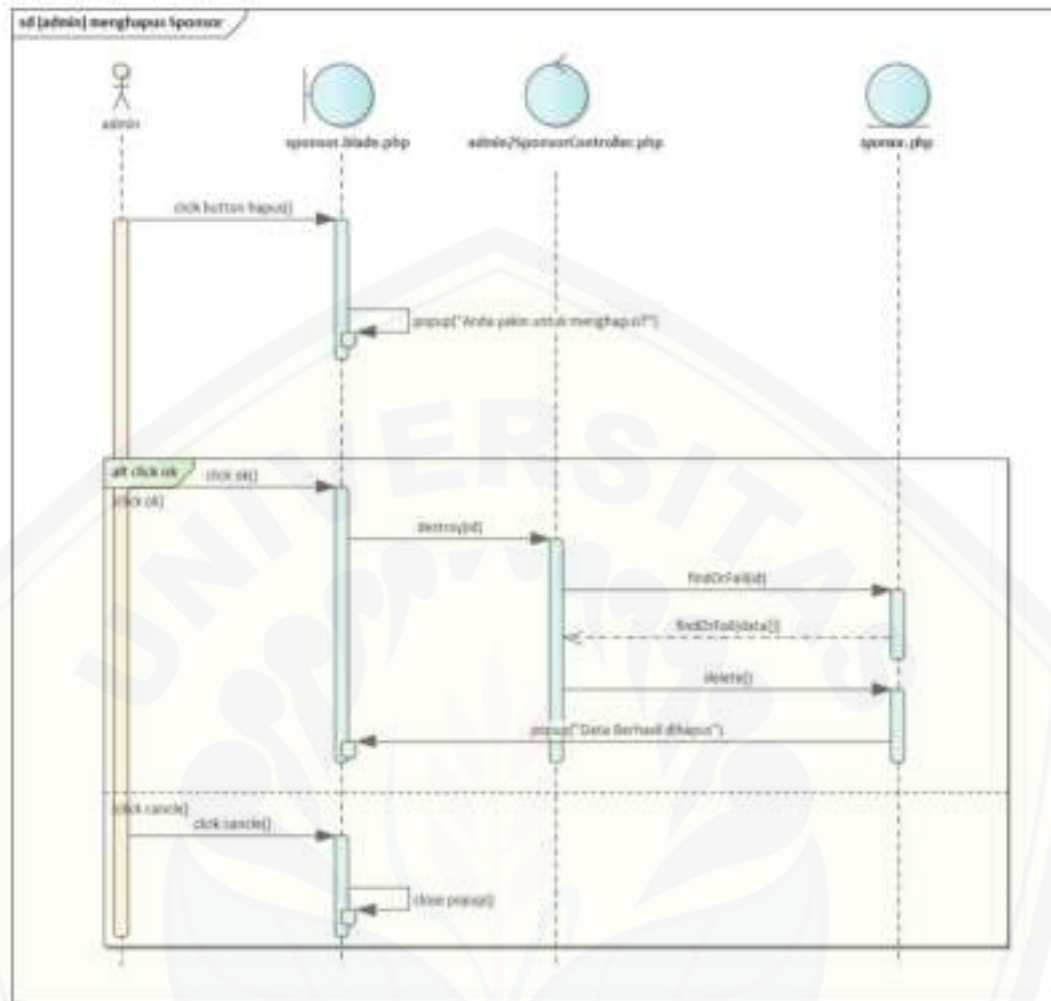 sd (admin) menghapus Sponsor
admin
sponsor.blade.php
admin/SponsorController.php
sponsor.php
click button hapus()
popup("Anda yakin untuk menghapus?")
alt click ok
click ok()
[click ok]
destroy(id)
findOrFail(id)
findOrFail(data())
delete()
popup("Data Berhasil dihapus")
[click cancle]
click cancle()
close popup()
UNIVERSITAS